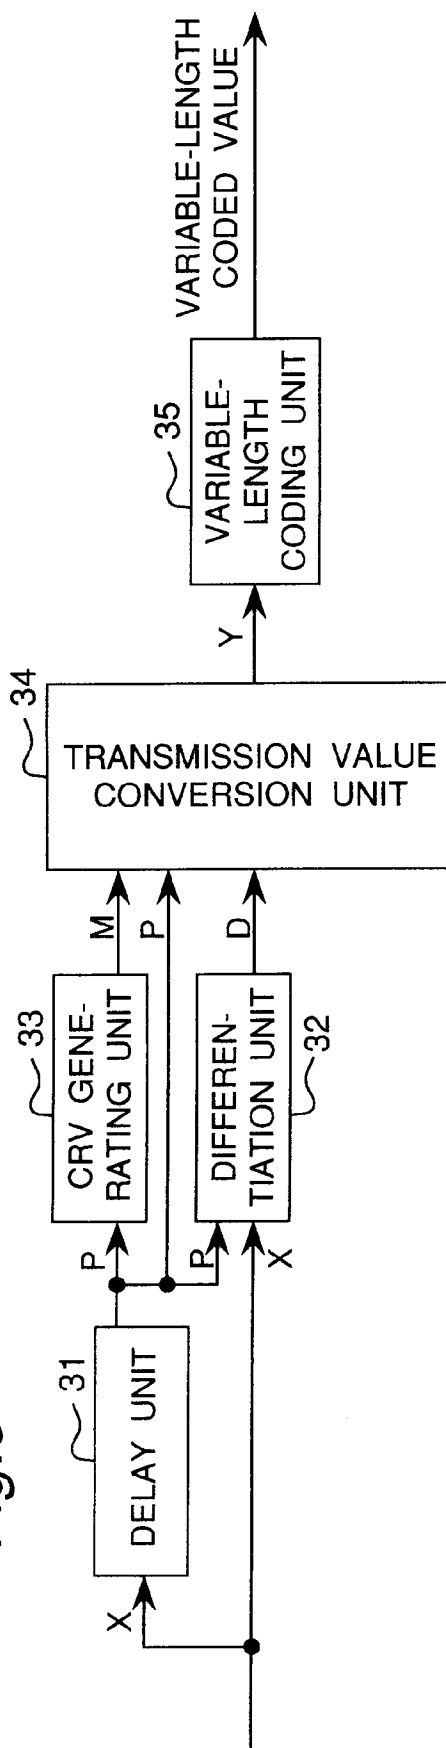 X
31
DELAY UNIT
P
P
X
33
CRV GENE-
RATING UNIT
DIFFEREN-
TIATION UNIT
32
M
P
D
34
TRANSMISSION VALUE
CONVERSION UNIT
Y
35
VARIABLE-
LENGTH
CODING UNIT
VARIABLE-LENGTH
CODED VALUE